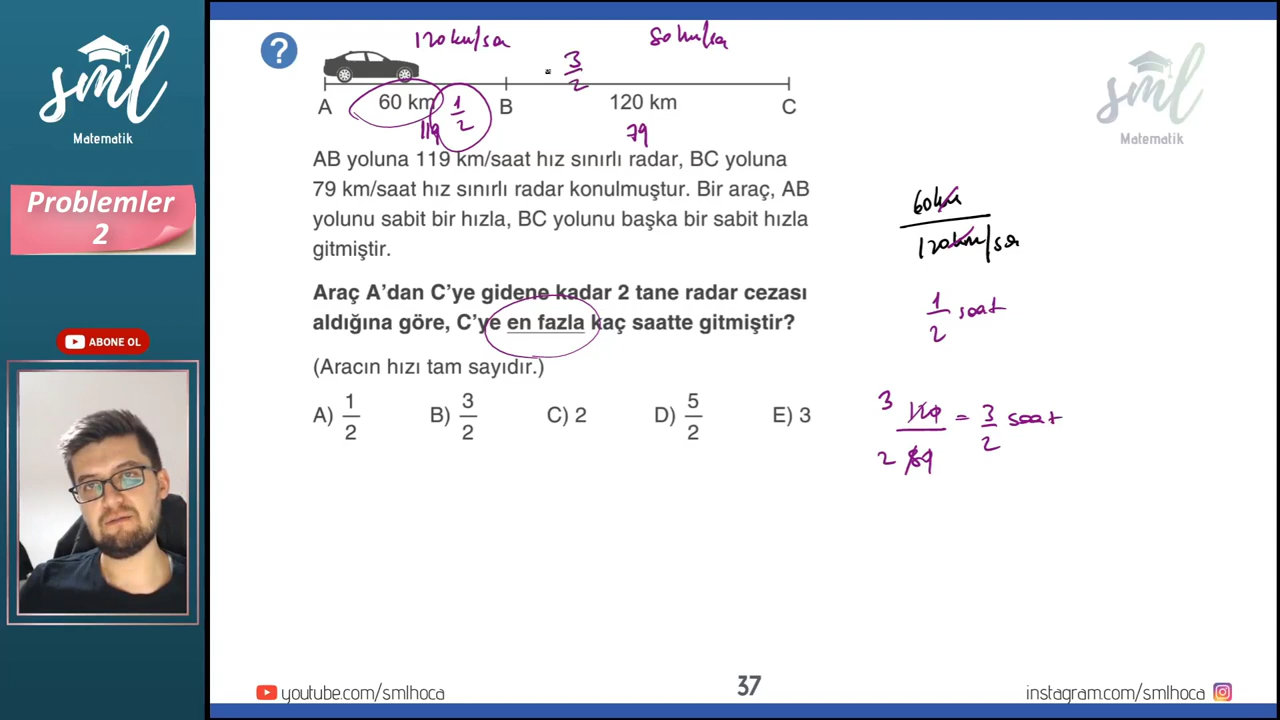 sml
Matematik
Problemler
2
ABONE OL
?
120 km/sa
80 km/sa
3/2
A
60 km
1/2
B
120 km
C
119
79
AB yoluna 119 km/saat hız sınırlı radar, BC yoluna
79 km/saat hız sınırlı radar konulmuştur. Bir araç, AB
yolunu sabit bir hızla, BC yolunu başka bir sabit hızla
gitmiştir.
Araç A'dan C'ye gidene kadar 2 tane radar cezası
aldığına göre, C'ye en fazla kaç saatte gitmiştir?
(Aracın hızı tam sayıdır.)
A) 1/2 B) 3/2 C) 2 D) 5/2 E) 3
sml
Matematik
60km
120km/sa
1/2 saat
3 120
2 80
= 3/2 saat
youtube.com/smlhoca
37
instagram.com/smlhoca